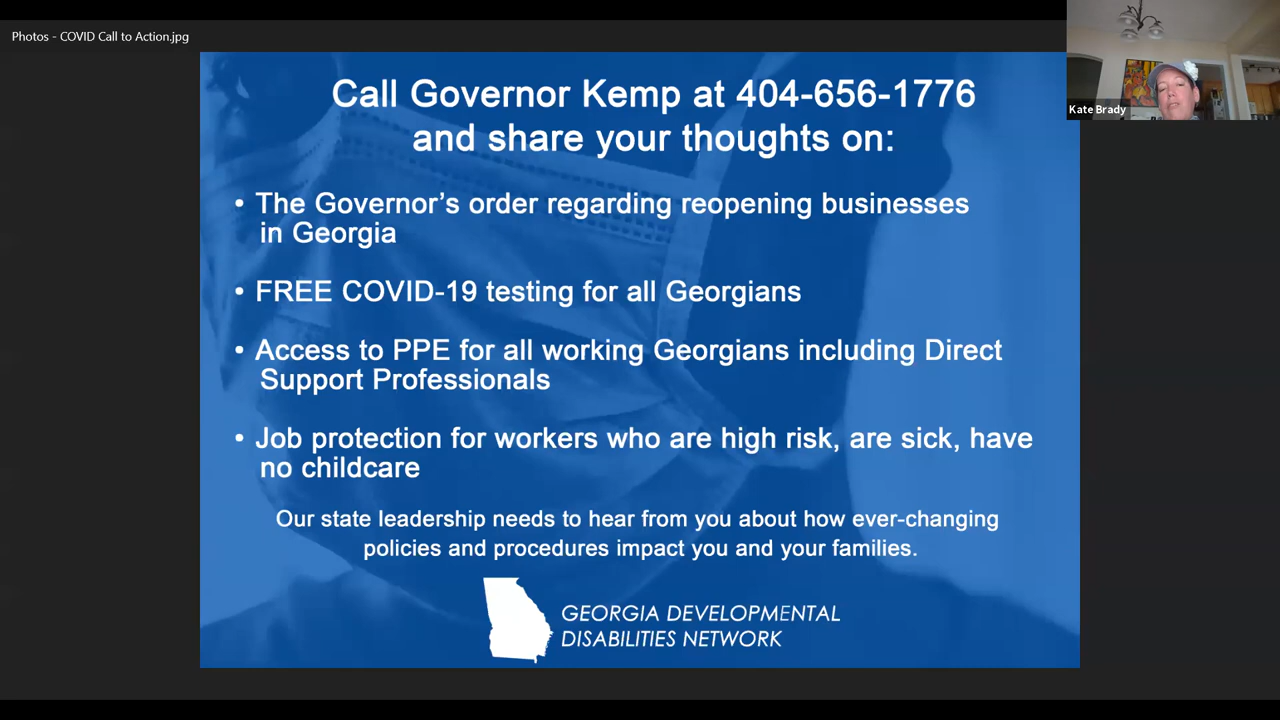 Photos - COVID Call to Action.jpg
Call Governor Kemp at 404-656-1776
and share your thoughts on:
• The Governor’s order regarding reopening businesses
in Georgia
• FREE COVID-19 testing for all Georgians
• Access to PPE for all working Georgians including Direct
Support Professionals
• Job protection for workers who are high risk, are sick, have
no childcare
Our state leadership needs to hear from you about how ever-changing
policies and procedures impact you and your families.
GEORGIA DEVELOPMENTAL
DISABILITIES NETWORK
Kate Brady